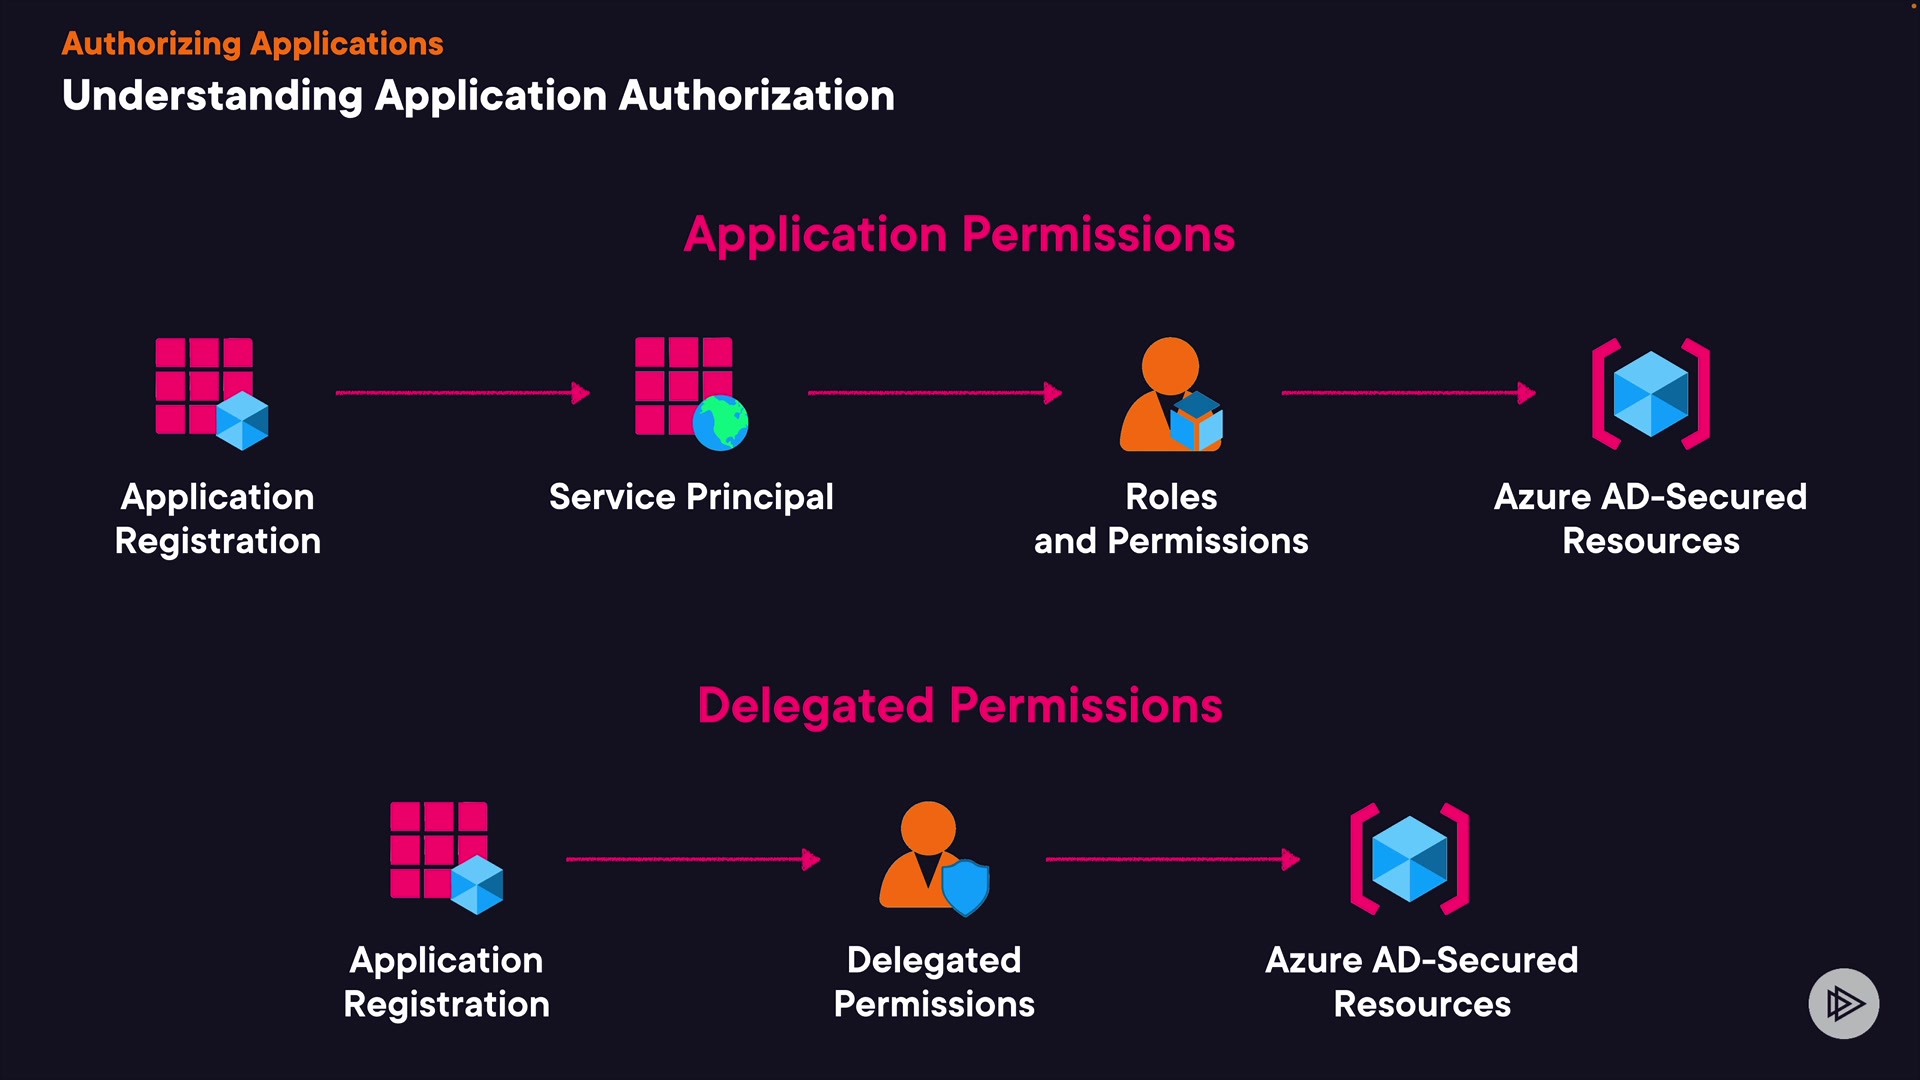 Authorizing Applications
Understanding Application Authorization
Application Permissions
Application
Registration
Service Principal
Roles
and Permissions
Azure AD-Secured
Resources
Delegated Permissions
Application
Registration
Delegated
Permissions
Azure AD-Secured
Resources